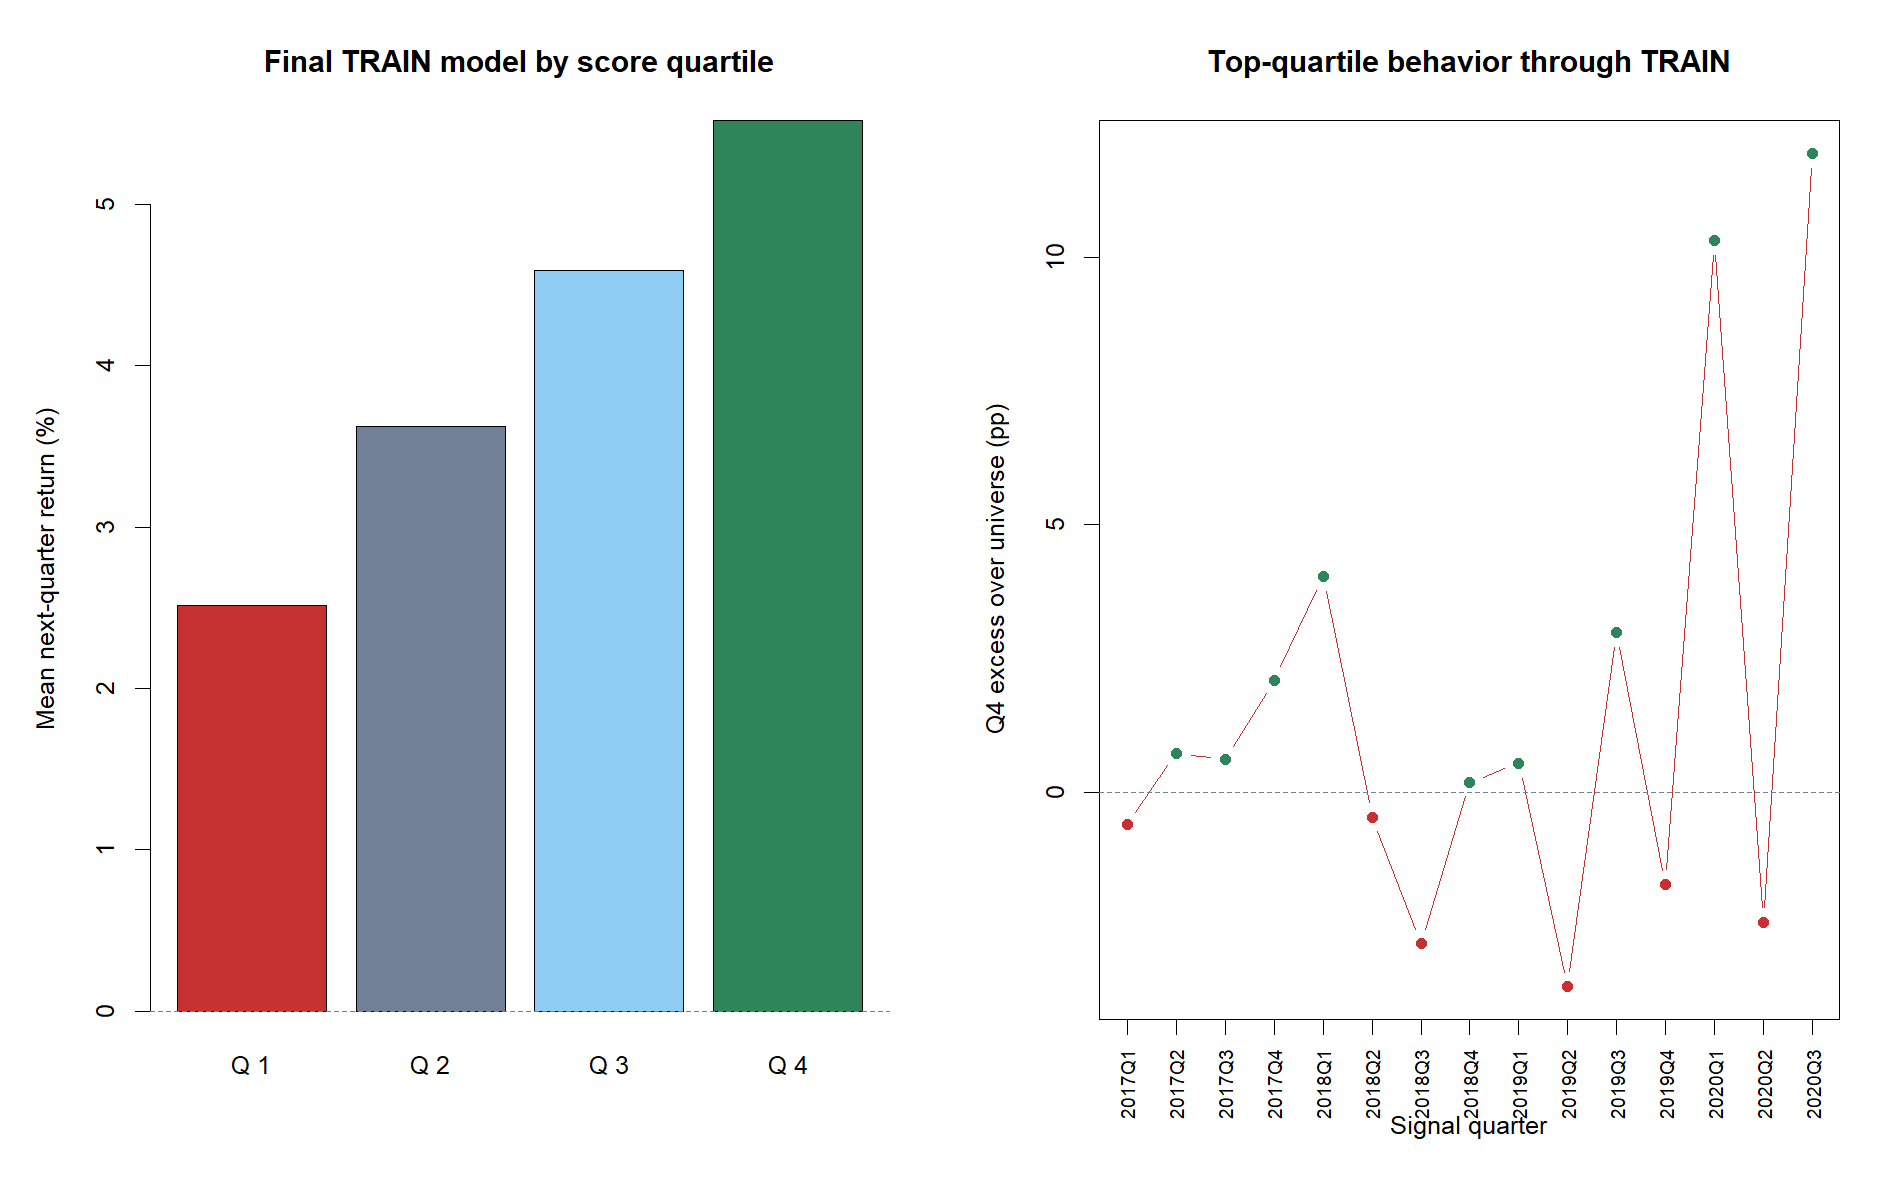 Final TRAIN model by score quartile
Mean next-quarter return (%)
5
4
3
2
1
0
Q 1
Q 2
Q 3
Q 4
Top-quartile behavior through TRAIN
Q4 excess over universe (pp)
10
5
0
2017Q1
2017Q2
2017Q3
2017Q4
2018Q1
2018Q2
2018Q3
2018Q4
2019Q1
2019Q2
2019Q3
2019Q4
2020Q1
2020Q2
2020Q3
Signal quarter